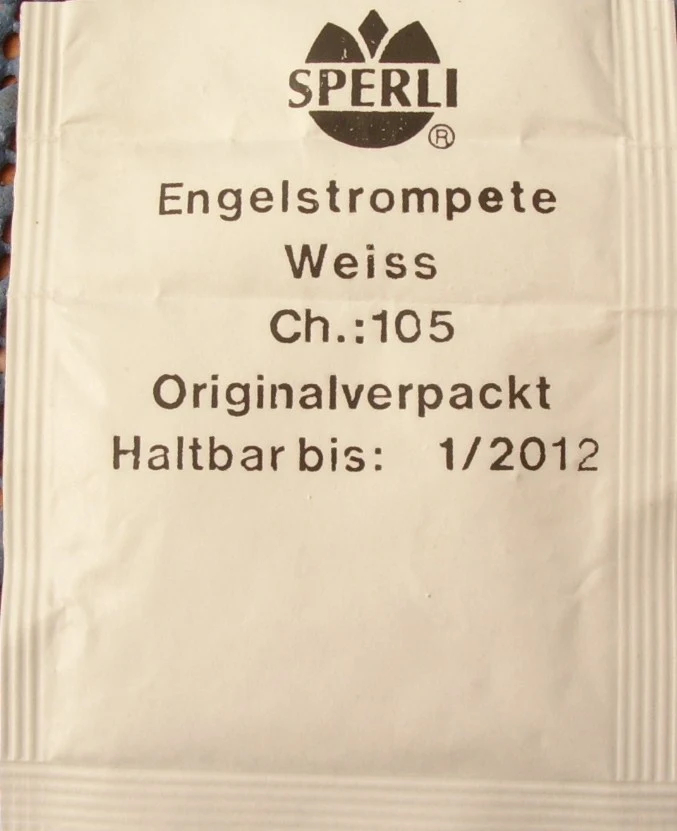 SPERLI
®
Engelstrompete
Weiss
Ch.:105
Originalverpackt
Haltbar bis: 1/2012